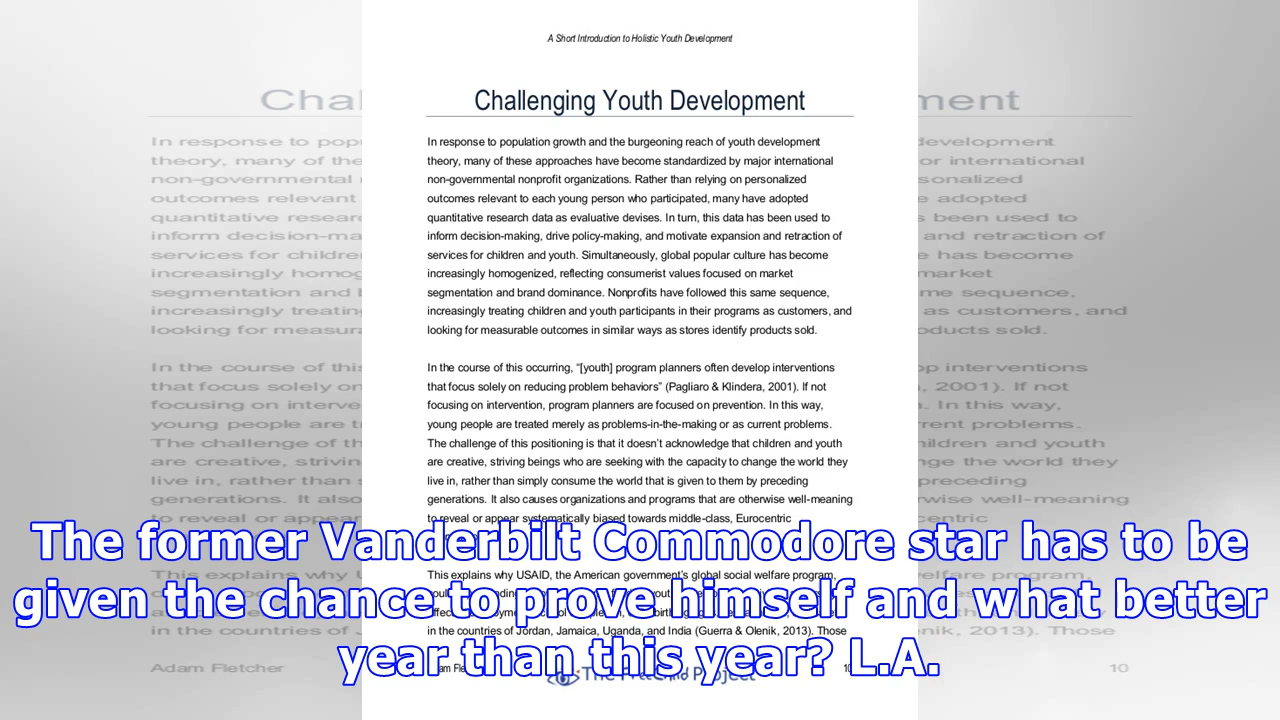 A Short Introduction to Holistic Youth Development
Challenging Youth Development
In response to population growth and the burgeoning reach of youth development
theory, many of these approaches have become standardized by major international
non-governmental nonprofit organizations. Rather than relying on personalized
outcomes relevant to each young person who participated, many have adopted
quantitative research data as evaluative devises. In turn, this data has been used to
inform decision-making, drive policy-making, and motivate expansion and retraction of
services for children and youth. Simultaneously, global popular culture has become
increasingly homogenized, reflecting consumerist values focused on market
segmentation and brand dominance. Nonprofits have followed this same sequence,
increasingly treating children and youth participants in their programs as customers, and
looking for measurable outcomes in similar ways as stores identify products sold.
In the course of this occurring, “[youth] program planners often develop interventions
that focus solely on reducing problem behaviors” (Pagliaro & Klindera, 2001). If not
focusing on intervention, program planners are focused on prevention. In this way,
young people are treated merely as problems-in-the-making or as current problems.
The challenge of this positioning is that it doesn’t acknowledge that children and youth
are creative, striving beings who are seeking with the capacity to change the world they
live in, rather than simply consume the world that is given to them by preceding
generations. It also causes organizations and programs that are otherwise well-meaning
to reveal or appear systematically biased towards middle-class, Eurocentric
This explains why USAID, the American government’s global social welfare program,
in the countries of Jordan, Jamaica, Uganda, and India (Guerra & Olenik, 2013). Those
The FreeChild Project
The former Vanderbilt Commodore star has to be
given the chance to prove himself and what better
year than this year? L.A.
Adam Fletcher
10